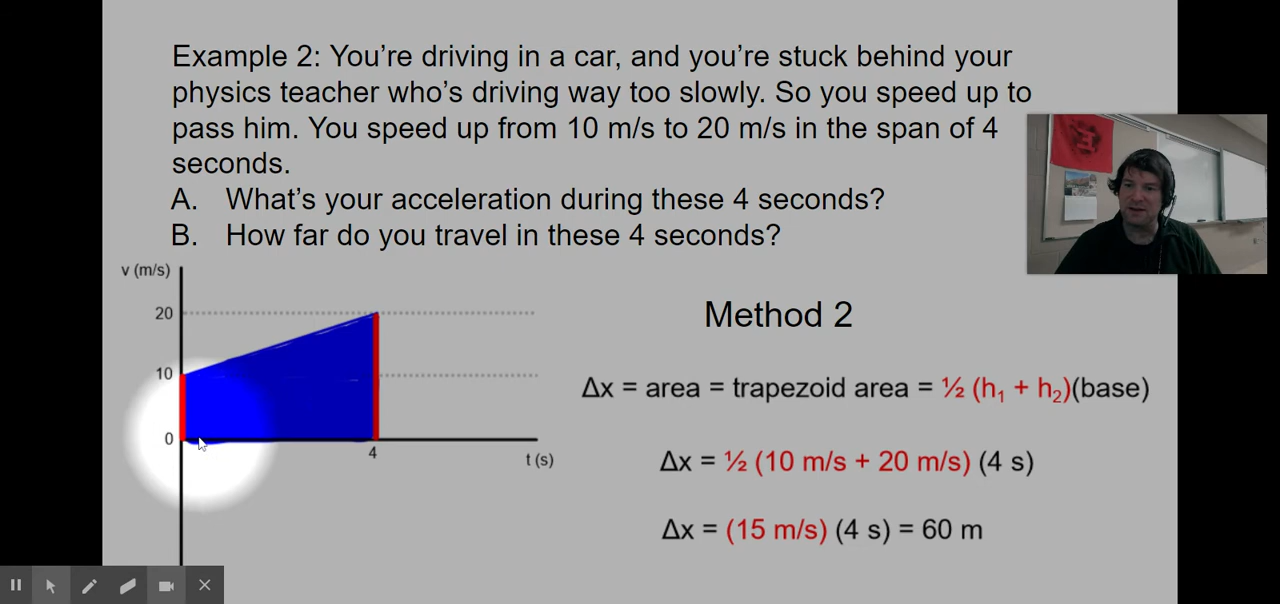 Example 2: You're driving in a car, and you're stuck behind your
physics teacher who's driving way too slowly. So you speed up to
pass him. You speed up from 10 m/s to 20 m/s in the span of 4
seconds.
A. What's your acceleration during these 4 seconds?
B. How far do you travel in these 4 seconds?
v (m/s)
20
10
0
4
t (s)
Method 2
Δx = area = trapezoid area = ½ (h₁ + h₂)(base)
Δx = ½ (10 m/s + 20 m/s) (4 s)
Δx = (15 m/s) (4 s) = 60 m